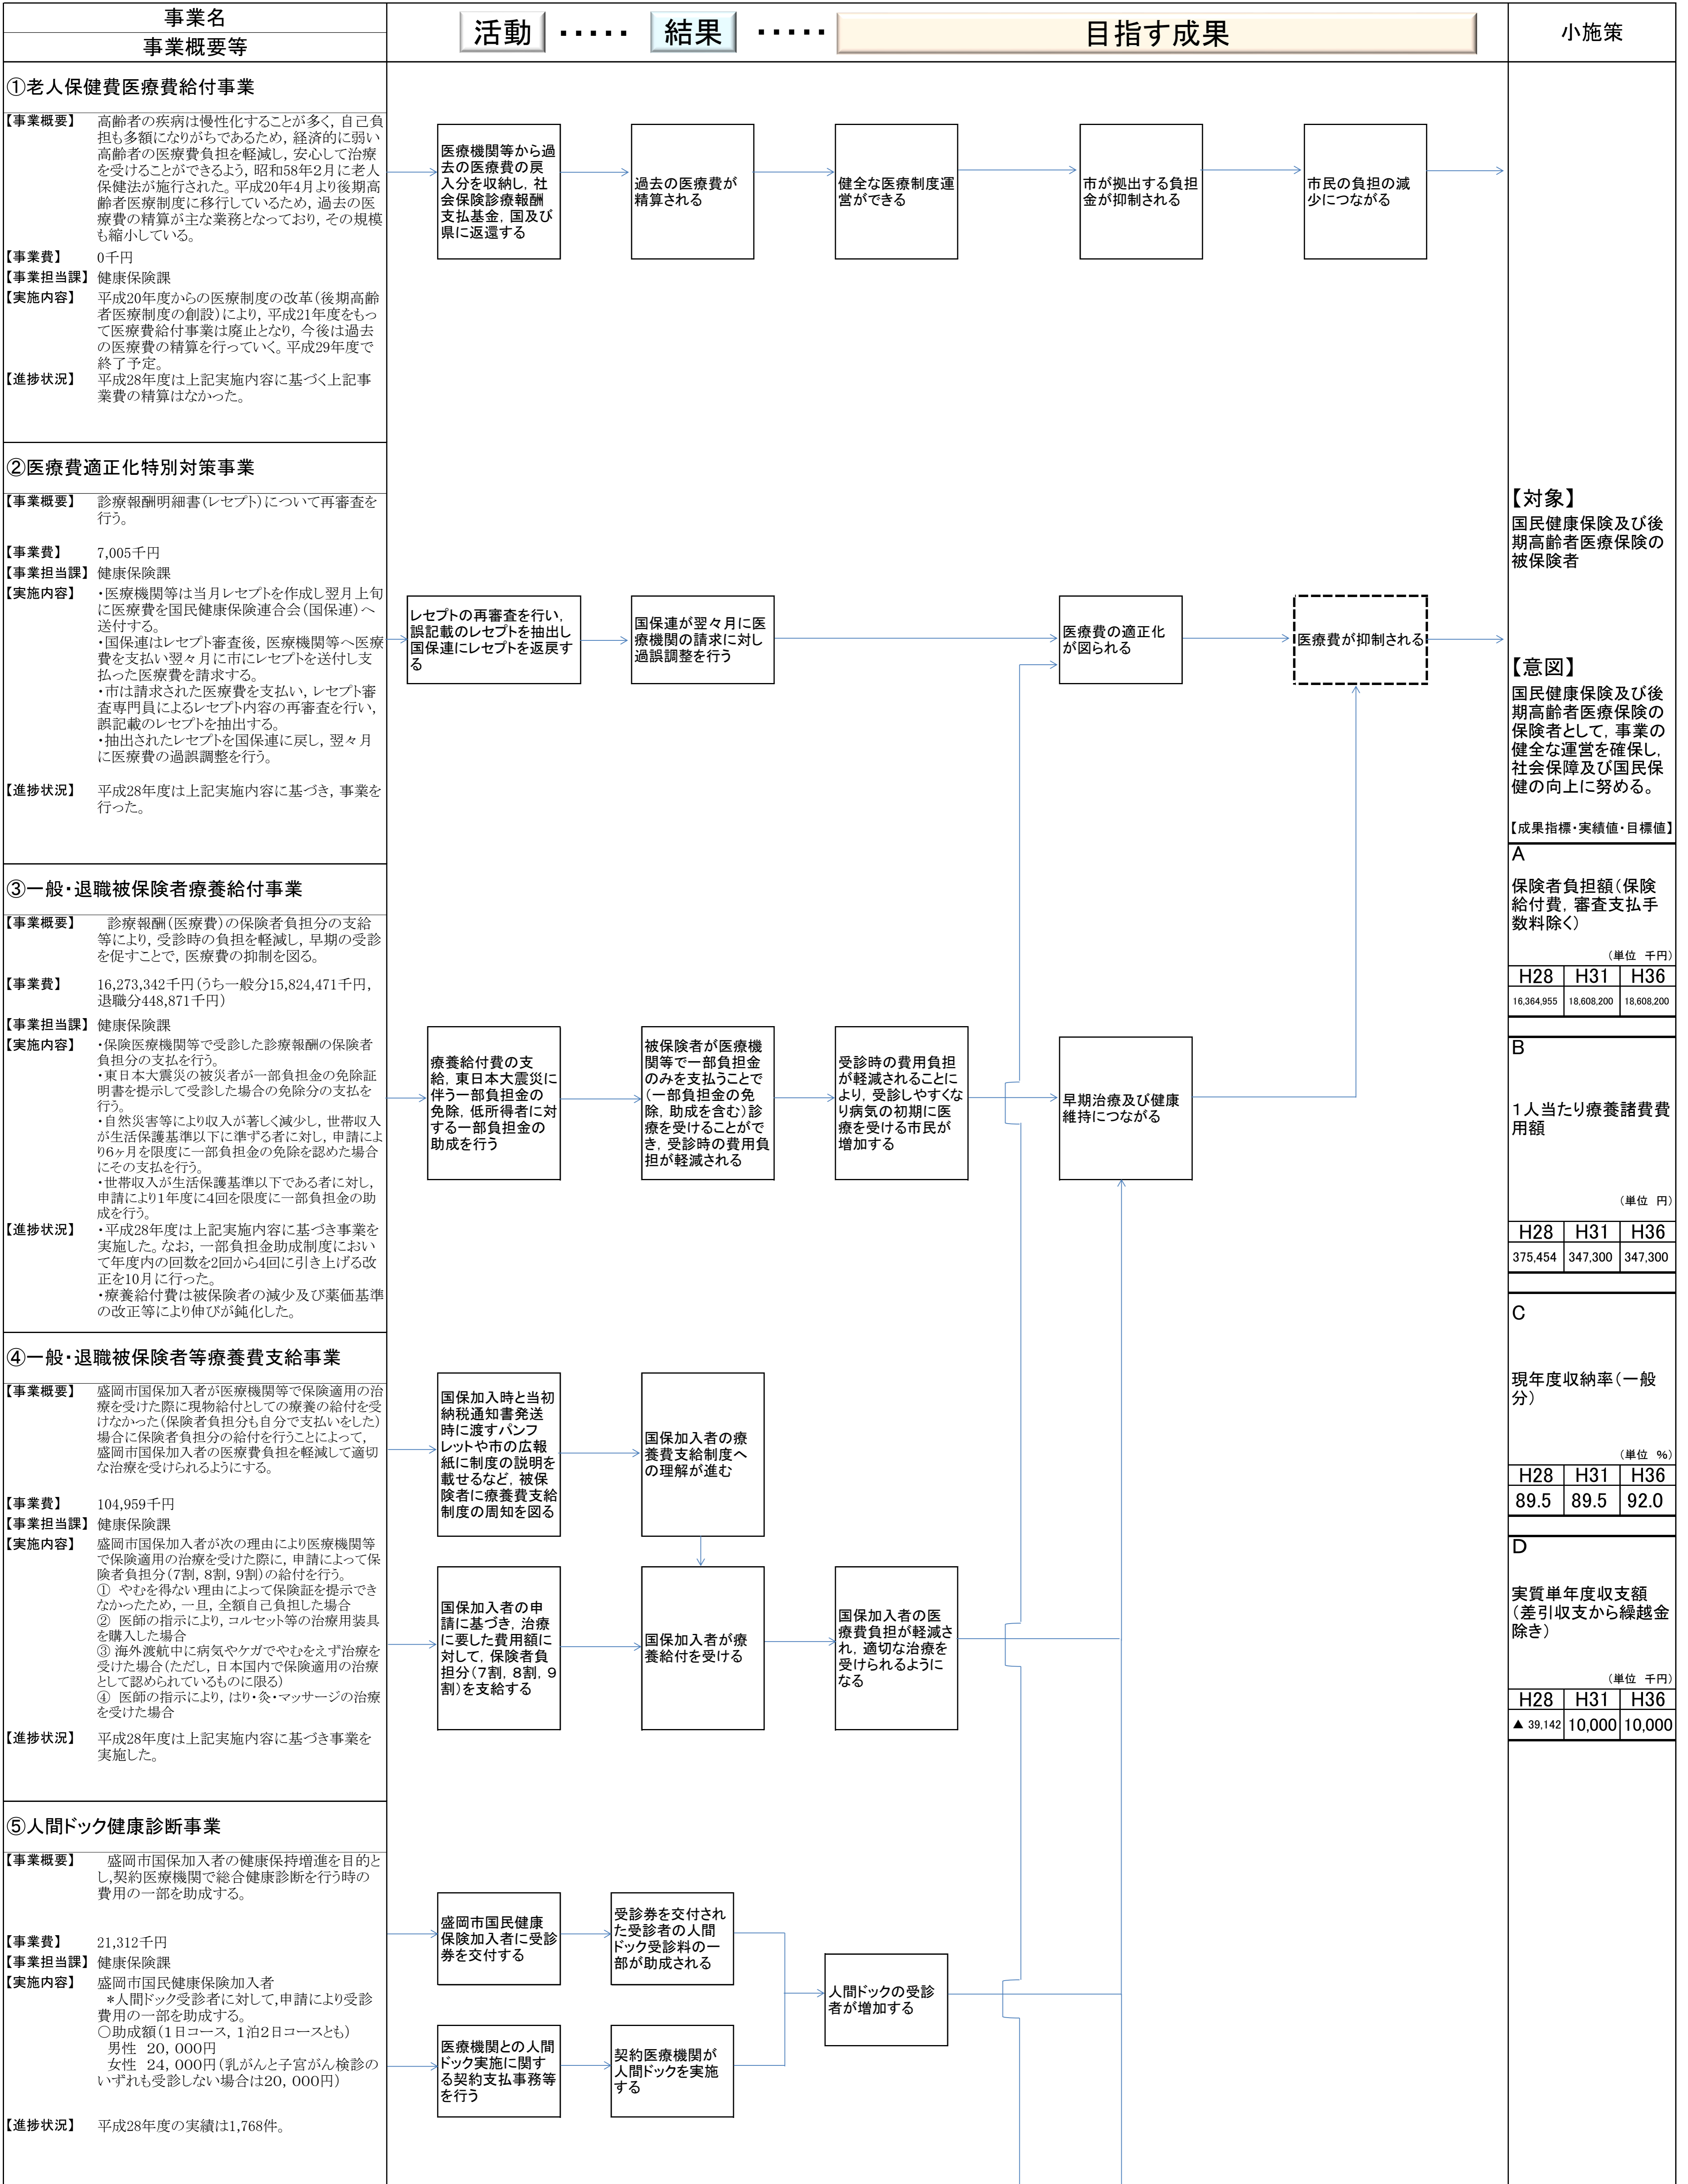 事業名
事業概要等
活動 ・・・・・ 結果 ・・・・・ 目指す成果
小施策
①老人保健費医療費給付事業
【事業概要】 高齢者の疾病は慢性化することが多く，自己負
担も多額になりがちであるため，経済的に弱い
高齢者の医療費負担を軽減し，安心して治療
を受けることができるよう，昭和58年2月に老人
保健法が施行された。平成20年4月より後期高
齢者医療制度に移行しているため，過去の医
療費の精算が主な業務となっており，その規模
も縮小している。
【事業費】 0千円
【事業担当課】 健康保険課
【実施内容】 平成20年度からの医療制度の改革（後期高齢
者医療制度の創設）により，平成21年度をもっ
て医療費給付事業は廃止となり，今後は過去
の医療費の精算を行っていく。平成29年度で
終了予定。
【進捗状況】 平成28年度は上記実施内容に基づく上記事
業費の精算はなかった。
医療機関等から過
去の医療費の戻
入分を収納し，社
会保険診療報酬
支払基金，国及び
県に返還する
過去の医療費が
精算される
健全な医療制度運
営ができる
市が拠出する負担
金が抑制される
市民の負担の減
少につながる
②医療費適正化特別対策事業
【事業概要】 診療報酬明細書（レセプト）について再審査を
行う。
【事業費】 7,005千円
【事業担当課】 健康保険課
【実施内容】 ・医療機関等は当月レセプトを作成し翌月上旬
に医療費を国民健康保険連合会（国保連）へ
送付する。
・国保連はレセプト審査後，医療機関等へ医療
費を支払い翌々月に市にレセプトを送付し支
払った医療費を請求する。
・市は請求された医療費を支払い，レセプト審
査専門員によるレセプト内容の再審査を行い，
誤記載のレセプトを抽出する。
・抽出されたレセプトを国保連に戻し，翌々月
に医療費の過誤調整を行う。
【進捗状況】 平成28年度は上記実施内容に基づき，事業を
行った。
レセプトの再審査を行い，
誤記載のレセプトを抽出し
国保連にレセプトを返戻す
る
国保連が翌々月に医
療機関の請求に対し
過誤調整を行う
医療費の適正化
が図られる
医療費が抑制される
③一般・退職被保険者療養給付事業
【事業概要】 診療報酬（医療費）の保険者負担分の支給
等により，受診時の負担を軽減し，早期の受診
を促すことで，医療費の抑制を図る。
【事業費】 16,273,342千円（うち一般分15,824,471千円，
退職分448,871千円）
【事業担当課】 健康保険課
【実施内容】 ・保険医療機関等で受診した診療報酬の保険者
負担分の支払を行う。
・東日本大震災の被災者が一部負担金の免除証
明書を提示して受診した場合の免除分の支払を
行う。
・自然災害等により収入が著しく減少し，世帯収入
が生活保護基準以下に準ずる者に対し，申請によ
り6ヶ月を限度に一部負担金の免除を認めた場合
にその支払を行う。
・世帯収入が生活保護基準以下である者に対し，
申請により1年度に4回を限度に一部負担金の助
成を行う。
【進捗状況】 ・平成28年度は上記実施内容に基づき事業を
実施した。なお，一部負担金助成制度におい
て年度内の回数を2回から4回に引き上げる改
正を10月に行った。
・療養給付費は被保険者の減少及び薬価基準
の改正等により伸びが鈍化した。
療養給付費の支
給，東日本大震災に
伴う一部負担金の
免除，低所得者に対
する一部負担金の
助成を行う
被保険者が医療機
関等で一部負担金
のみを支払うことで
（一部負担金の免
除，助成を含む）診
療を受けることがで
き，受診時の費用負
担が軽減される
受診時の費用負担
が軽減されることに
より，受診しやすくな
り病気の初期に医
療を受ける市民が
増加する
早期治療及び健康
維持につながる
④一般・退職被保険者等療養費支給事業
【事業概要】 盛岡市国保加入者が医療機関等で保険適用の治
療を受けた際に現物給付としての療養の給付を受
けなかった（保険者負担分も自分で支払いをした）
場合に保険者負担分の給付を行うことによって，
盛岡市国保加入者の医療費負担を軽減して適切
な治療を受けられるようにする。
【事業費】 104,959千円
【事業担当課】 健康保険課
【実施内容】 盛岡市国保加入者が次の理由により医療機関等
で保険適用の治療を受けた際に，申請によって保
険者負担分（7割，8割，9割）の給付を行う。
① やむを得ない理由によって保険証を提示でき
なかったため，一旦，全額自己負担した場合
② 医師の指示により，コルセット等の治療用装具
を購入した場合
③ 海外渡航中に病気やケガでやむをえず治療を
受けた場合（ただし，日本国内で保険適用の治療
として認められているものに限る）
④ 医師の指示により，はり・灸・マッサージの治療
を受けた場合
【進捗状況】 平成28年度は上記実施内容に基づき事業を
実施した。
国保加入時と当初
納税通知書発送
時に渡すパンフ
レットや市の広報
紙に制度の説明を
載せるなど，被保
険者に療養費支給
制度の周知を図る
国保加入者の療
養費支給制度へ
の理解が進む
国保加入者の申
請に基づき，治療
に要した費用額に
対して，保険者負
担分（7割，8割，9
割）を支給する
国保加入者が療
養給付を受ける
国保加入者の医
療費負担が軽減さ
れ，適切な治療を
受けられるように
なる
⑤人間ドック健康診断事業
【事業概要】 盛岡市国保加入者の健康保持増進を目的と
し,契約医療機関で総合健康診断を行う時の
費用の一部を助成する。
【事業費】 21,312千円
【事業担当課】 健康保険課
【実施内容】 盛岡市国民健康保険加入者
＊人間ドック受診者に対して,申請により受診
費用の一部を助成する。
○助成額（1日コース，1泊2日コースとも）
男性 20，000円
女性 24，000円（乳がんと子宮がん検診の
いずれも受診しない場合は20，000円）
【進捗状況】 平成28年度の実績は1,768件。
盛岡市国民健康
保険加入者に受診
券を交付する
受診券を交付され
た受診者の人間
ドック受診料の一
部が助成される
医療機関との人間
ドック実施に関す
る契約支払事務等
を行う
契約医療機関が
人間ドックを実施
する
人間ドックの受診
者が増加する
【対象】
国民健康保険及び後
期高齢者医療保険の
被保険者
【意図】
国民健康保険及び後
期高齢者医療保険の
保険者として，事業の
健全な運営を確保し，
社会保障及び国民保
健の向上に努める。
【成果指標・実績値・目標値】
A
保険者負担額（保険
給付費，審査支払手
数料除く）
（単位 千円）
H28 H31 H36
16,364,955 18,608,200 18,608,200
B
1人当たり療養諸費費
用額
（単位 円）
H28 H31 H36
375,454 347,300 347,300
C
現年度収納率（一般
分）
（単位 %）
H28 H31 H36
89.5 89.5 92.0
D
実質単年度収支額
（差引収支から繰越金
除き）
（単位 千円）
H28 H31 H36
▲ 39,142 10,000 10,000